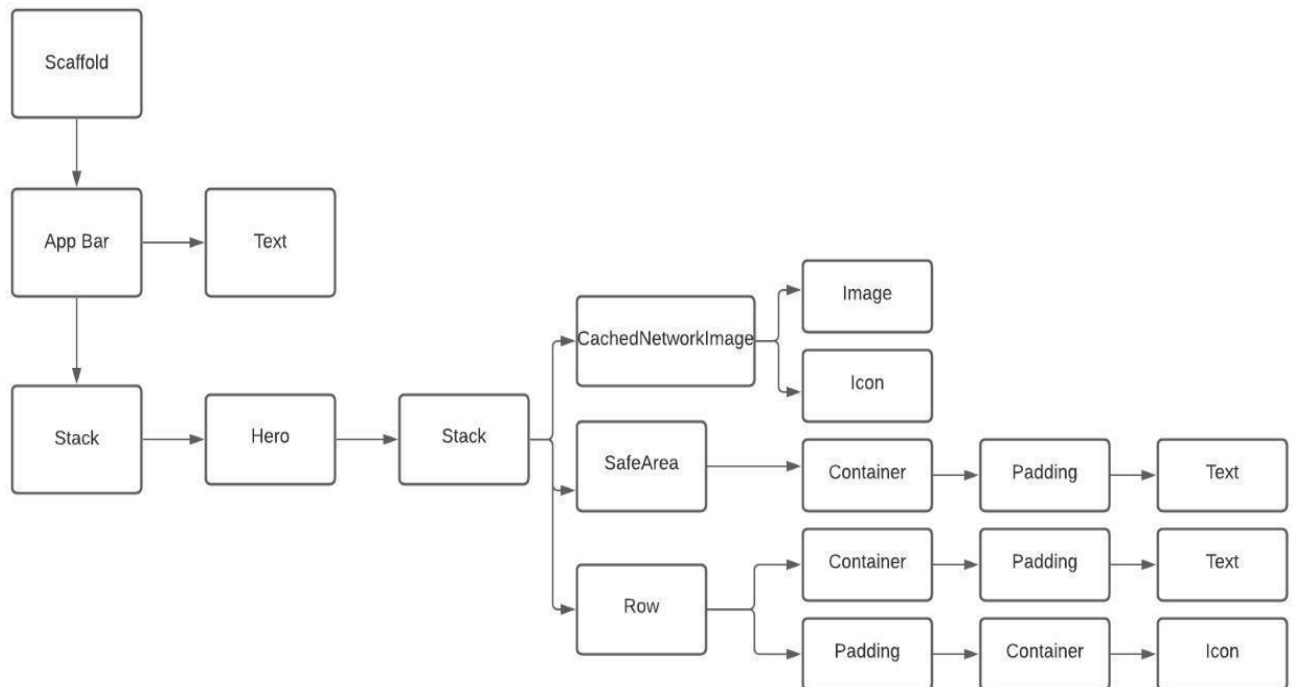 Scaffold
App Bar
Text
Image
CachedNetworkImage
Icon
Stack
Hero
Stack
SafeArea
Container
Padding
Text
Container
Padding
Text
Row
Padding
Container
Icon